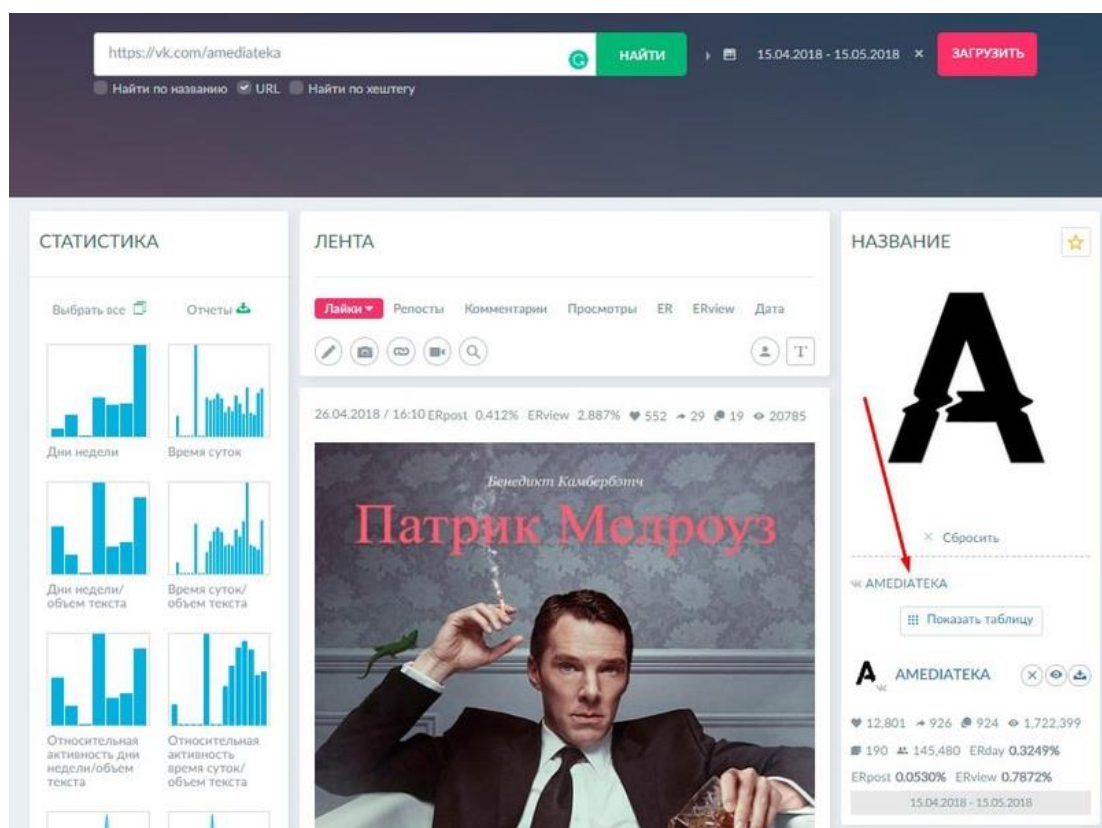 https://vk.com/amediateka
НАЙТИ
15.04.2018 - 15.05.2018 ×
ЗАГРУЗИТЬ
Найти по названию URL Найти по хештегу
СТАТИСТИКА
Выбрать все Отчеты
Дни недели
Время суток
Дни недели/
объем текста
Время суток/
объем текста
Относительная
активность дни
недели/объем
текста
Относительная
активность
время суток/
объем текста
ЛЕНТА
Лайки Репосты Комментарии Просмотры ER ERview Дата
T
26.04.2018 / 16:10 ERpost 0.412% ERview 2.887% 552 29 19 20785
Бенедикт Камбербэтч
Патрик Мелроуз
НАЗВАНИЕ
A
× Сбросить
AMEDIATEKA
Показать таблицу
A AMEDIATEKA
12,801 926 924 1,722,399
190 145,480 ERday 0.3249%
ERpost 0.0530% ERview 0.7872%
15.04.2018 - 15.05.2018